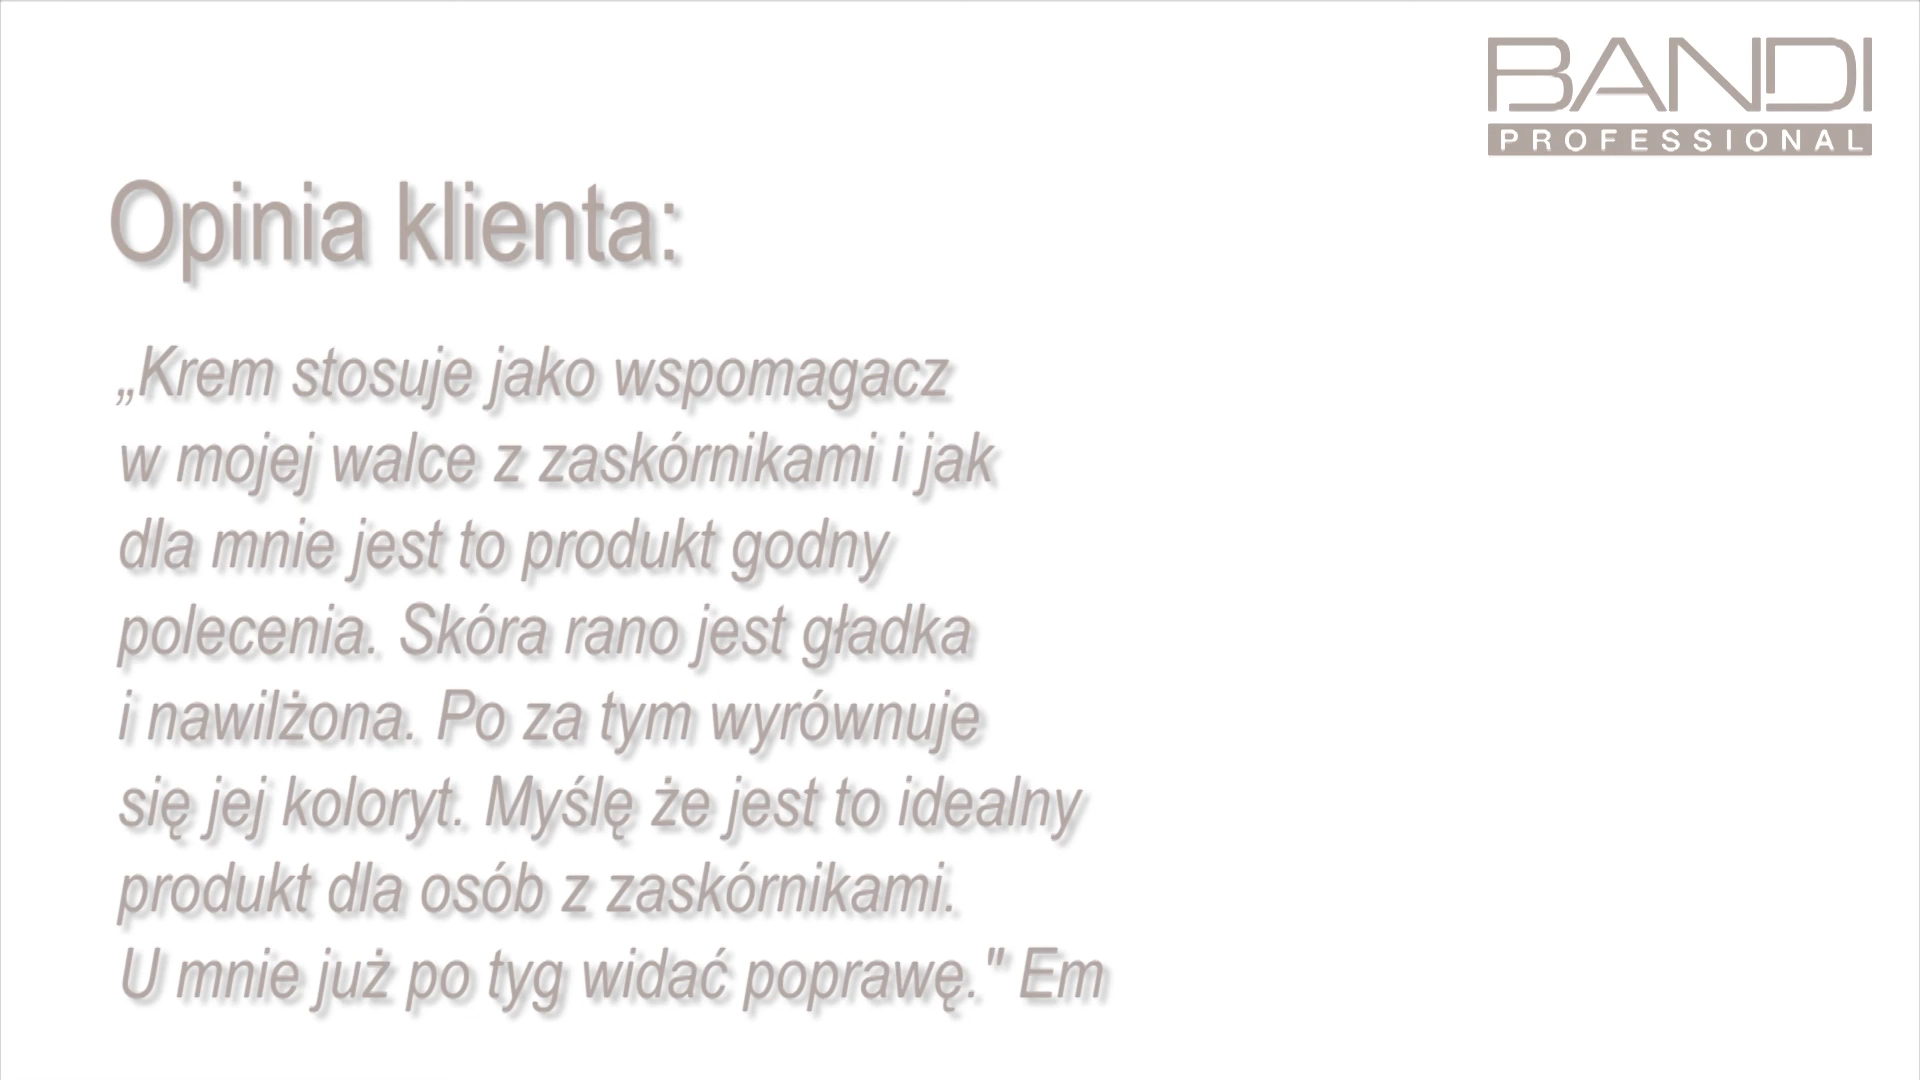 BANDI
PROFESSIONAL
Opinia klienta:
„Krem stosuje jako wspomagacz
w mojej walce z zaskórnikami i jak
dla mnie jest to produkt godny
polecenia. Skóra rano jest gładka
i nawilżona. Po za tym wyrównuje
się jej koloryt. Myślę że jest to idealny
produkt dla osób z zaskórnikami.
U mnie już po tyg widać poprawę." Em